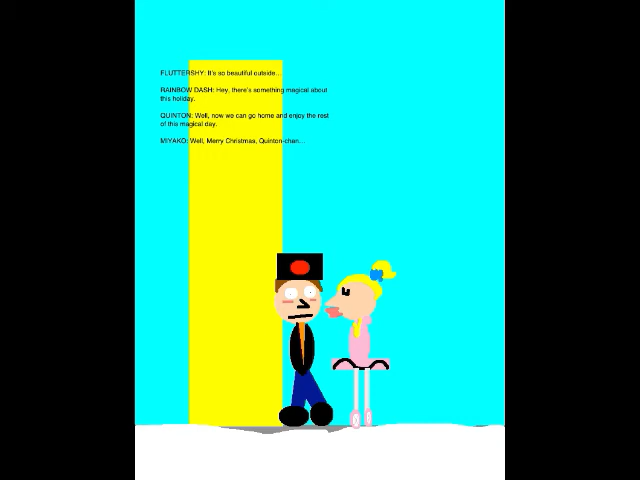 FLUTTERSHY: It's so beautiful outside...
RAINBOW DASH: Hey, there's something magical about
this holiday.
QUINTON: Well, now we can go home and enjoy the rest
of this magical day.
MIYAKO: Well, Merry Christmas, Quinton-chan...